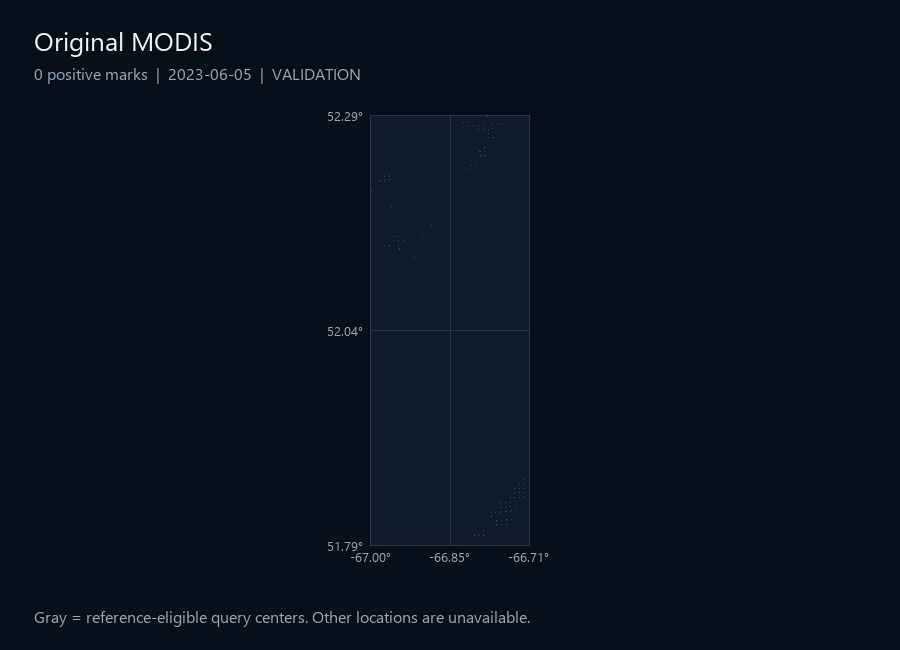 Original MODIS
0 positive marks | 2023-06-05 | VALIDATION
52.29°
52.04°
51.79°
-67.00° -66.85° -66.71°
Gray = reference-eligible query centers. Other locations are unavailable.